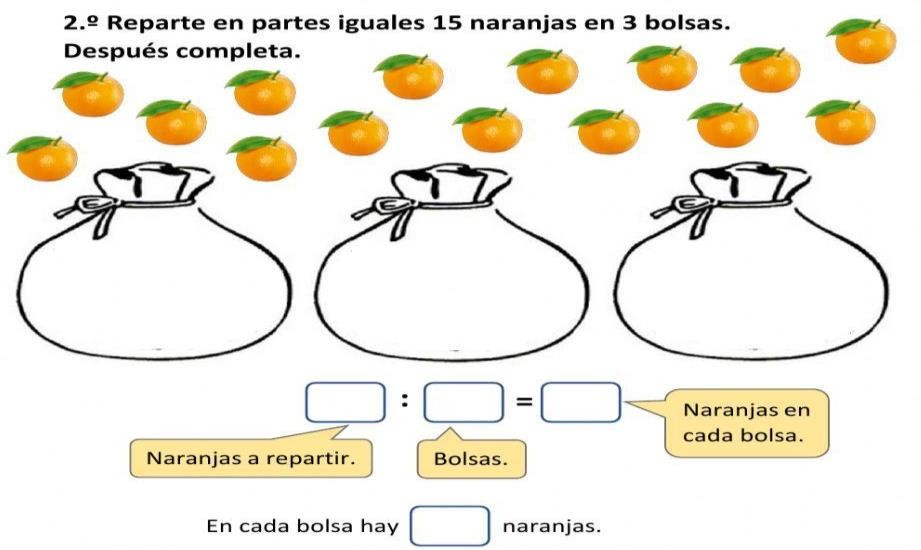 2.º Reparte en partes iguales 15 naranjas en 3 bolsas.
Después completa.
: =
Naranjas en
cada bolsa.
Naranjas a repartir.
Bolsas.
En cada bolsa hay naranjas.